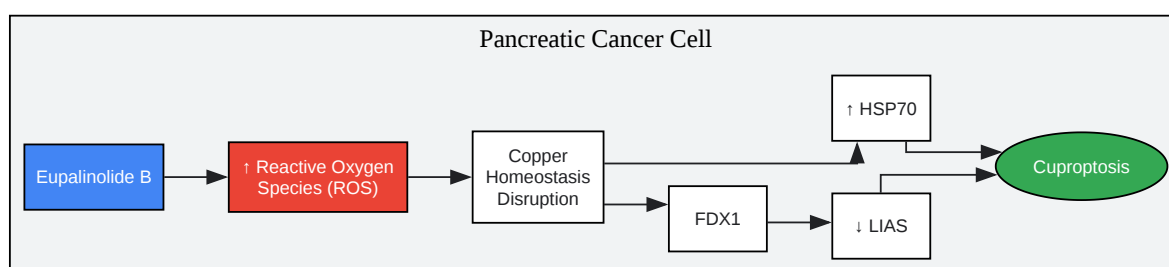 Pancreatic Cancer Cell
Eupalinolide B
↑ Reactive Oxygen
Species (ROS)
Copper
Homeostasis
Disruption
↑ HSP70
FDX1
↓ LIAS
Cuproptosis